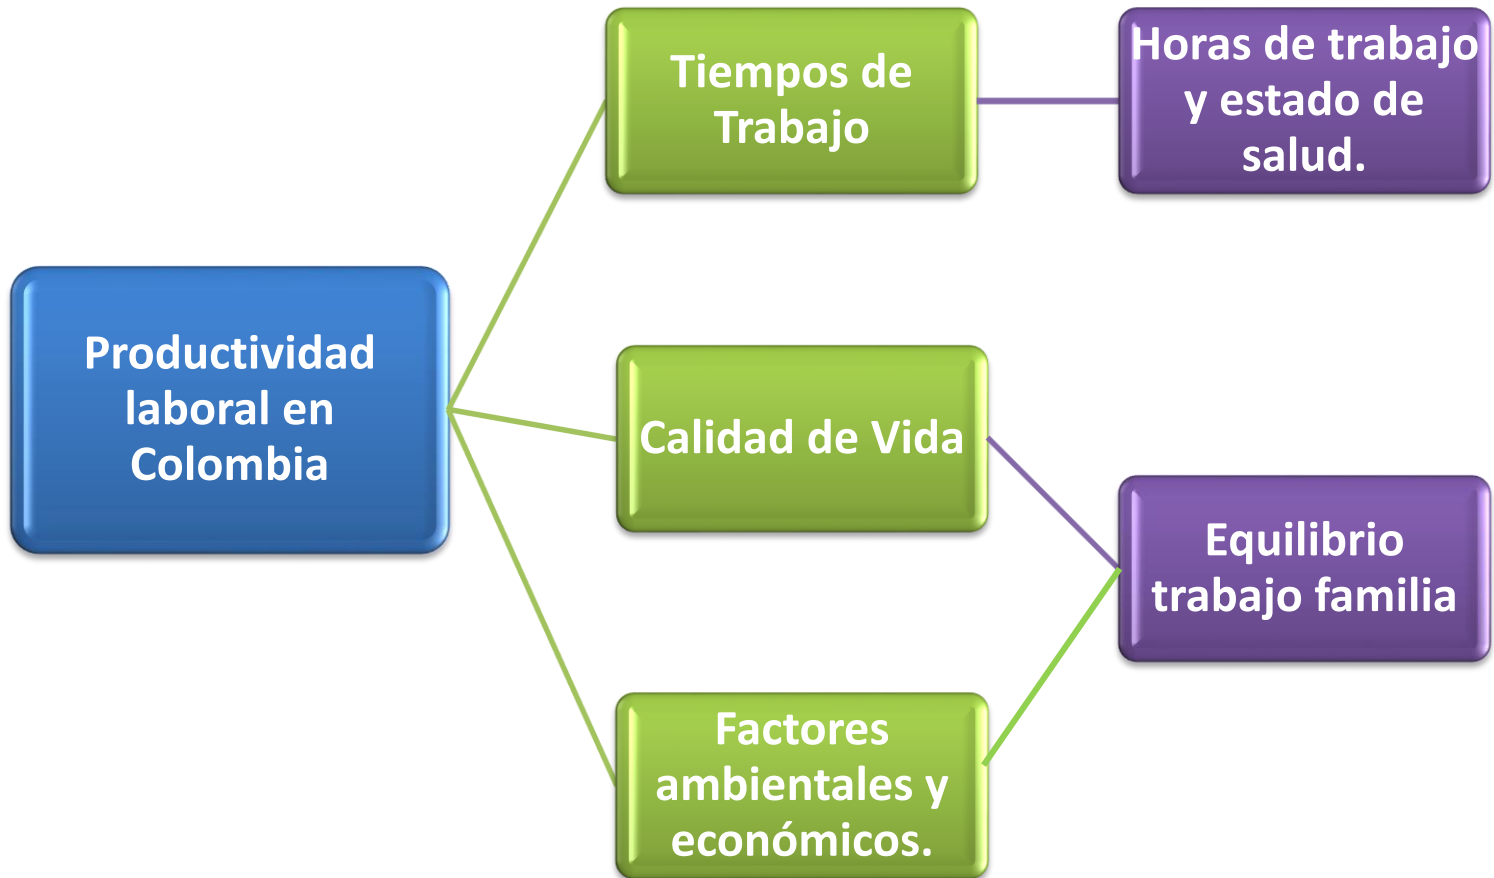 Productividad
laboral en
Colombia
Tiempos de
Trabajo
Horas de trabajo
y estado de
salud.
Calidad de Vida
Equilibrio
trabajo familia
Factores
ambientales y
económicos.